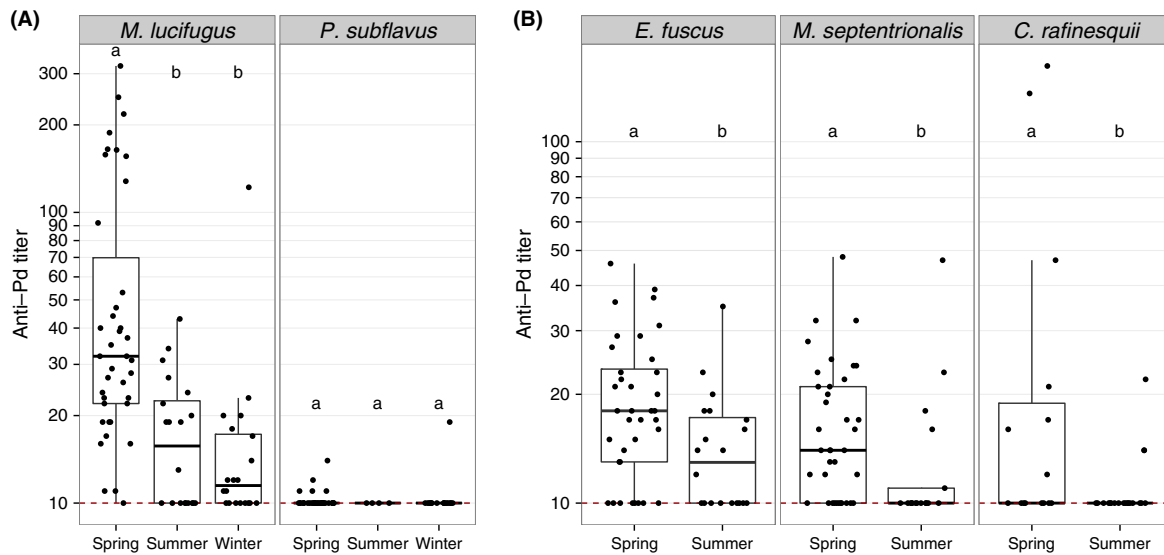 (A)
M. lucifugus
P. subflavus
a
b
b
a
a
a
300
200
100
90
80
70
60
50
40
30
20
10
Anti–Pd titer
Spring Summer Winter
Spring Summer Winter
(B)
E. fuscus
M. septentrionalis
C. rafinesquii
a
b
a
b
a
b
100
90
80
70
60
50
40
30
20
10
Anti–Pd titer
Spring Summer
Spring Summer
Spring Summer